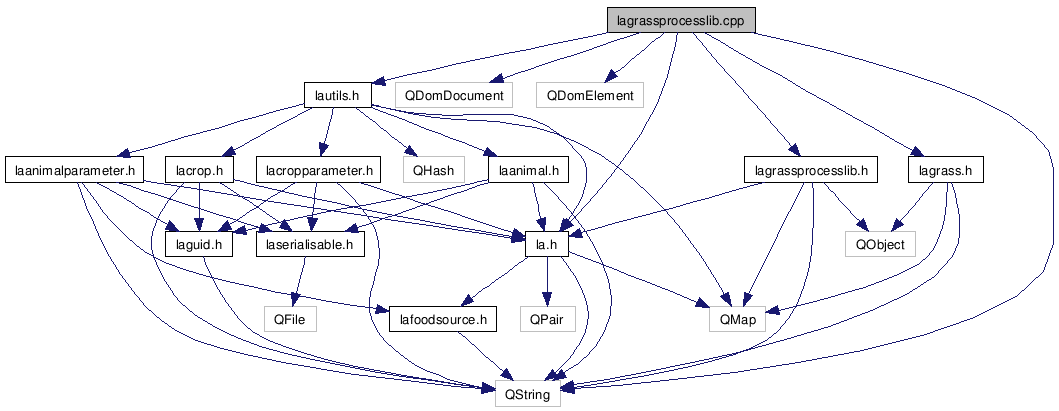 lagrassprocesslib.cpp
lautils.h
QDomDocument
QDomElement
laanimalparameter.h
lacrop.h
lacropparameter.h
QHash
laanimal.h
lagrassprocesslib.h
lagrass.h
laguid.h
laserialisable.h
la.h
QObject
QFile
lafoodsource.h
QPair
QMap
QString